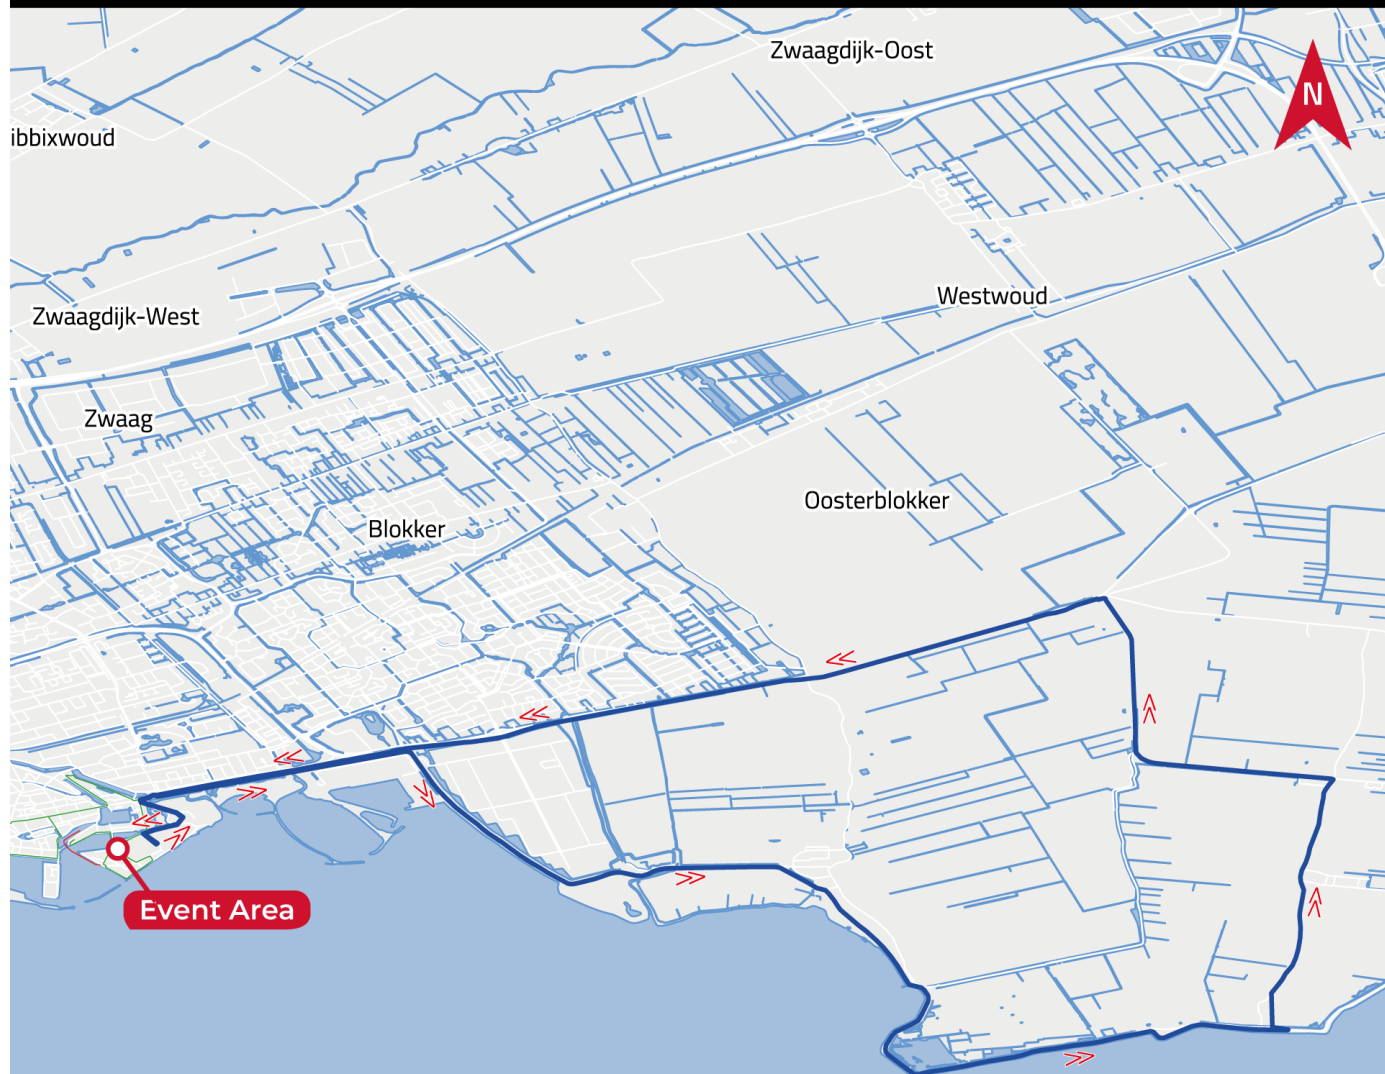 Zwaagdijk-Oost
N
ibbixwoud
Westwoud
Zwaagdijk-West
Zwaag
Oosterblokker
Blokker
Event Area